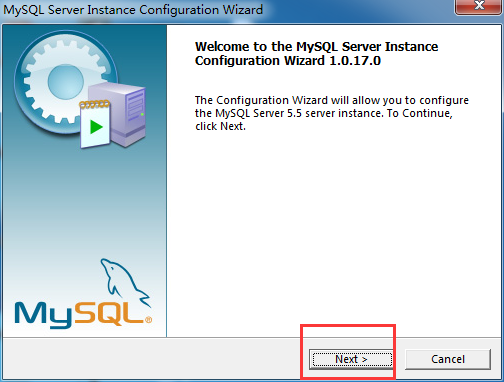 MySQL Server Instance Configuration Wizard
Welcome to the MySQL Server Instance
Configuration Wizard 1.0.17.0
The Configuration Wizard will allow you to configure
the MySQL Server 5.5 server instance. To Continue,
click Next.
MySQL®
Next >
Cancel